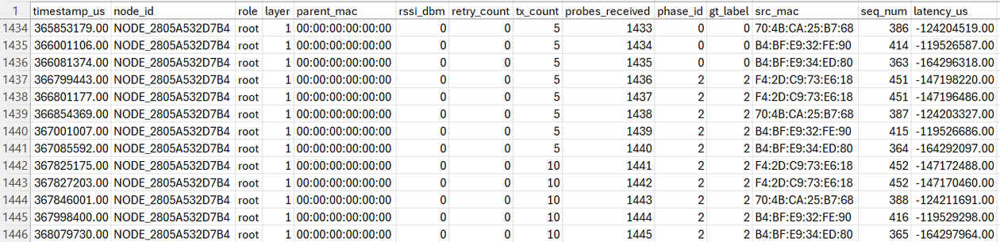 1 timestamp_us node_id role layer parent_mac rssi_dbm retry_count tx_count probes_received phase_id gt_label src_mac seq_num latency_us
1434 365853179.00 NODE_2805A532D7B4 root 1 00:00:00:00:00:00 0 0 5 1433 0 0 70:4B:CA:25:B7:68 386 -124204519.00
1435 366001106.00 NODE_2805A532D7B4 root 1 00:00:00:00:00:00 0 0 5 1434 0 0 B4:BF:E9:32:FE:90 414 -119526587.00
1436 366081374.00 NODE_2805A532D7B4 root 1 00:00:00:00:00:00 0 0 5 1435 0 0 B4:BF:E9:34:ED:80 363 -164296318.00
1437 366799443.00 NODE_2805A532D7B4 root 1 00:00:00:00:00:00 0 0 5 1436 2 2 F4:2D:C9:73:E6:18 451 -147198220.00
1438 366801177.00 NODE_2805A532D7B4 root 1 00:00:00:00:00:00 0 0 5 1437 2 2 F4:2D:C9:73:E6:18 451 -147196486.00
1439 366854369.00 NODE_2805A532D7B4 root 1 00:00:00:00:00:00 0 0 5 1438 2 2 70:4B:CA:25:B7:68 387 -124203327.00
1440 367001007.00 NODE_2805A532D7B4 root 1 00:00:00:00:00:00 0 0 5 1439 2 2 B4:BF:E9:32:FE:90 415 -119526686.00
1441 367085592.00 NODE_2805A532D7B4 root 1 00:00:00:00:00:00 0 0 5 1440 2 2 B4:BF:E9:34:ED:80 364 -164292097.00
1442 367825175.00 NODE_2805A532D7B4 root 1 00:00:00:00:00:00 0 0 10 1441 2 2 F4:2D:C9:73:E6:18 452 -147172488.00
1443 367827203.00 NODE_2805A532D7B4 root 1 00:00:00:00:00:00 0 0 10 1442 2 2 F4:2D:C9:73:E6:18 452 -147170460.00
1444 367846001.00 NODE_2805A532D7B4 root 1 00:00:00:00:00:00 0 0 10 1443 2 2 70:4B:CA:25:B7:68 388 -124211691.00
1445 367998400.00 NODE_2805A532D7B4 root 1 00:00:00:00:00:00 0 0 10 1444 2 2 B4:BF:E9:32:FE:90 416 -119529298.00
1446 368079730.00 NODE_2805A532D7B4 root 1 00:00:00:00:00:00 0 0 10 1445 2 2 B4:BF:E9:34:ED:80 365 -164297964.00